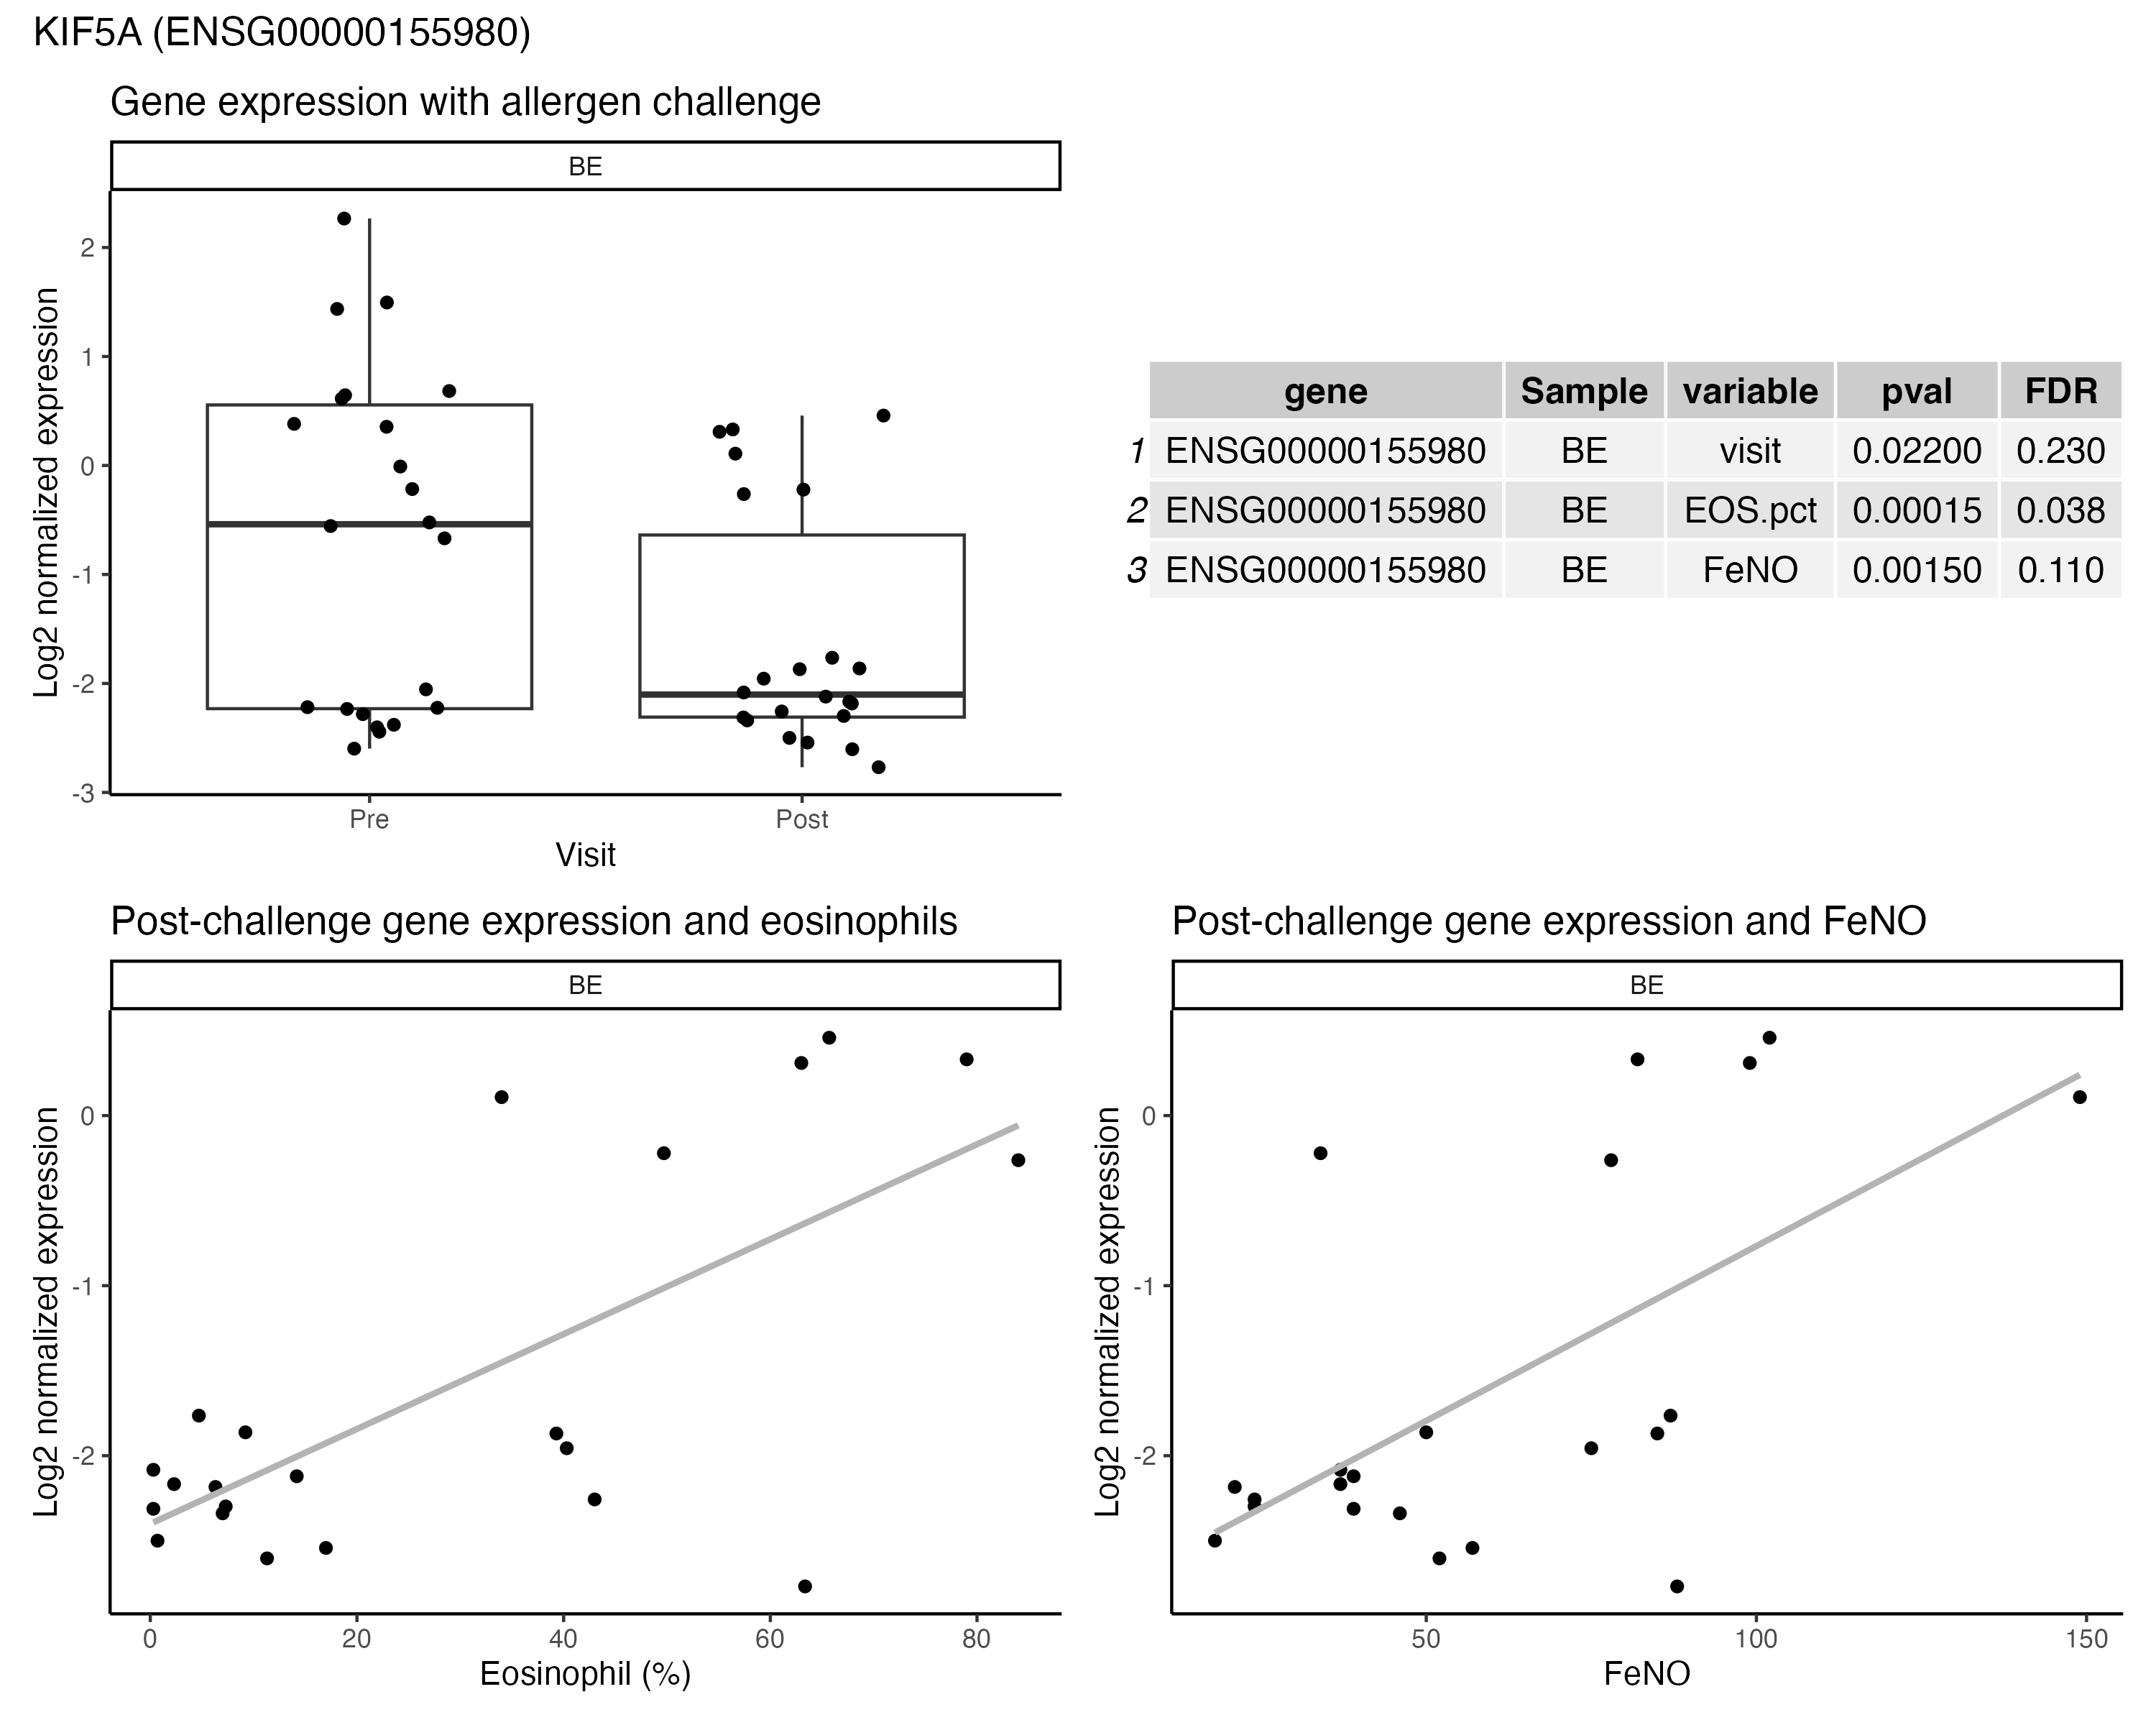 KIF5A (ENSG00000155980)
Gene expression with allergen challenge
BE
Log2 normalized expression
2
1
0
-1
-2
-3
Pre
Post
Visit
gene Sample variable pval FDR
1 ENSG00000155980 BE visit 0.02200 0.230
2 ENSG00000155980 BE EOS.pct 0.00015 0.038
3 ENSG00000155980 BE FeNO 0.00150 0.110
Post-challenge gene expression and eosinophils
BE
Log2 normalized expression
0
-1
-2
0 20 40 60 80
Eosinophil (%)
Post-challenge gene expression and FeNO
BE
Log2 normalized expression
0
-1
-2
50 100 150
FeNO